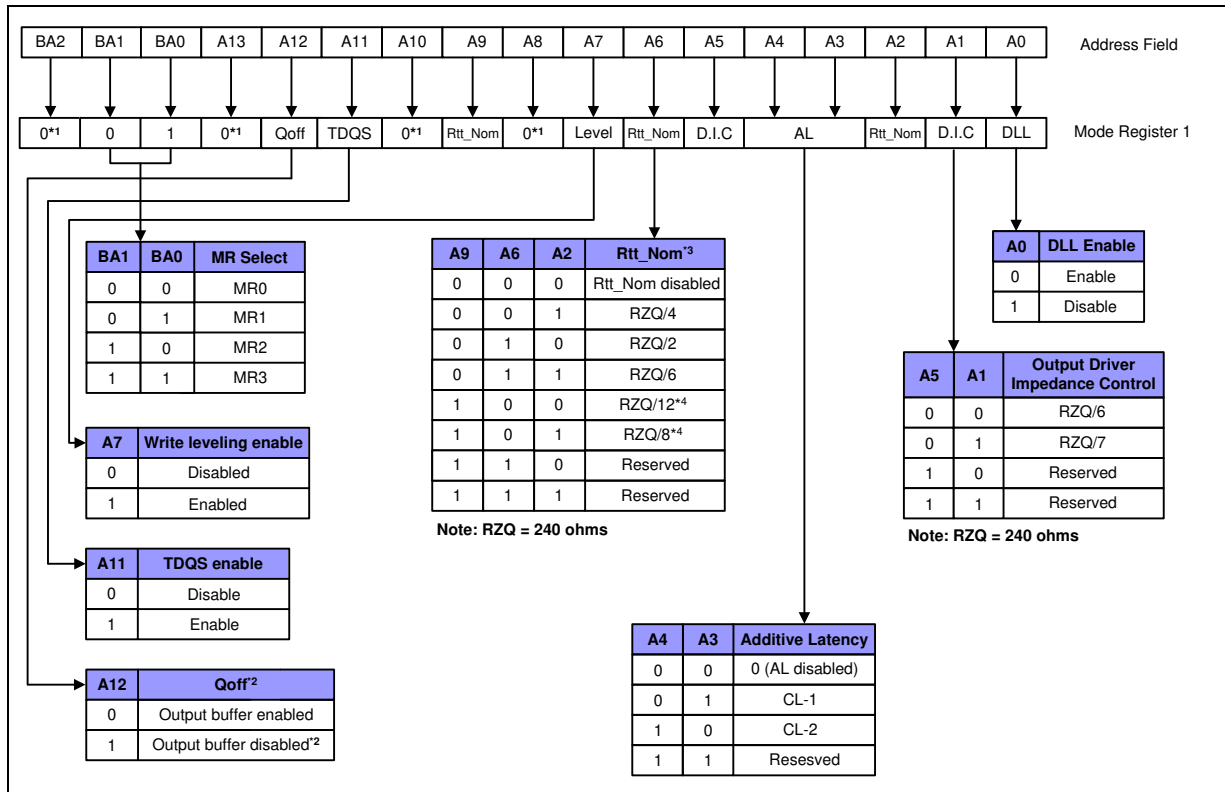 BA2 BA1 BA0 A13 A12 A11 A10 A9 A8 A7 A6 A5 A4 A3 A2 A1 A0 Address Field
0*1 0 1 0*1 Qoff TDQS 0*1 Rtt_Nom 0*1 Level Rtt_Nom D.I.C AL Rtt_Nom D.I.C DLL Mode Register 1
BA1 BA0 MR Select
0 0 MR0
0 1 MR1
1 0 MR2
1 1 MR3
A7 Write leveling enable
0 Disabled
1 Enabled
A11 TDQS enable
0 Disable
1 Enable
A12 Qoff*2
0 Output buffer enabled
1 Output buffer disabled*2
A9 A6 A2 Rtt_Nom*3
0 0 0 Rtt_Nom disabled
0 0 1 RZQ/4
0 1 0 RZQ/2
0 1 1 RZQ/6
1 0 0 RZQ/12*4
1 0 1 RZQ/8*4
1 1 0 Reserved
1 1 1 Reserved
Note: RZQ = 240 ohms
A4 A3 Additive Latency
0 0 0 (AL disabled)
0 1 CL-1
1 0 CL-2
1 1 Resesved
A0 DLL Enable
0 Enable
1 Disable
A5 A1 Output Driver
Impedance Control
0 0 RZQ/6
0 1 RZQ/7
1 0 Reserved
1 1 Reserved
Note: RZQ = 240 ohms